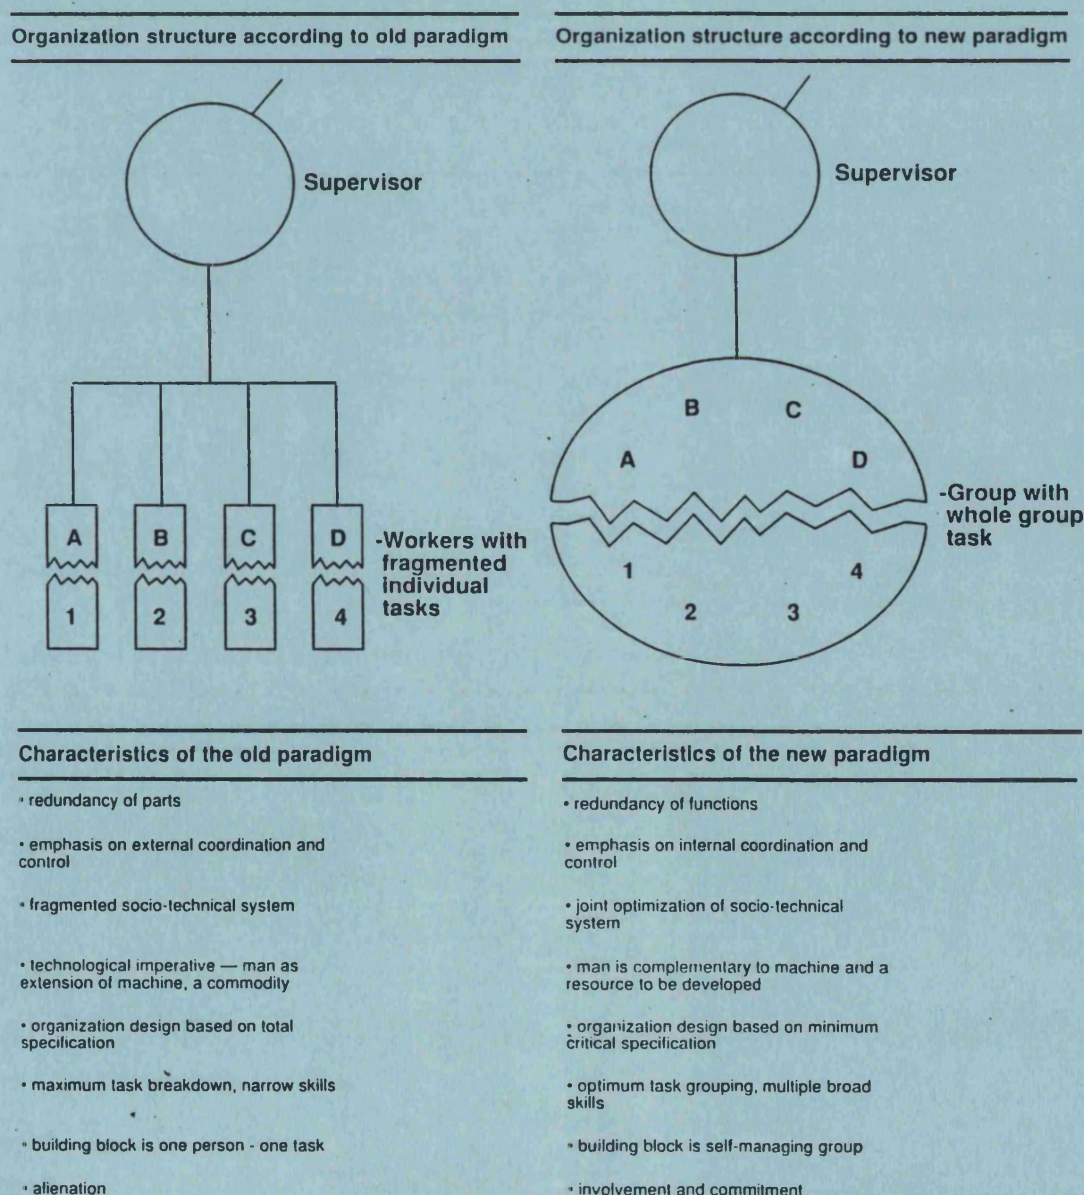 Organization structure according to old paradigm
Supervisor
A B C D
-Workers with
fragmented
individual
tasks
1 2 3 4
Organization structure according to new paradigm
Supervisor
B C
A D
-Group with
whole group
task
1 4
2 3
Characteristics of the old paradigm
• redundancy of parts
• emphasis on external coordination and
control
• fragmented socio-technical system
• technological imperative — man as
extension of machine, a commodity
• organization design based on total
specification
• maximum task breakdown, narrow skills
• building block is one person - one task
• alienation
Characteristics of the new paradigm
• redundancy of functions
• emphasis on internal coordination and
control
• joint optimization of socio-technical
system
• man is complementary to machine and a
resource to be developed
• organization design based on minimum
critical specification
• optimum task grouping, multiple broad
skills
• building block is self-managing group
• involvement and commitment